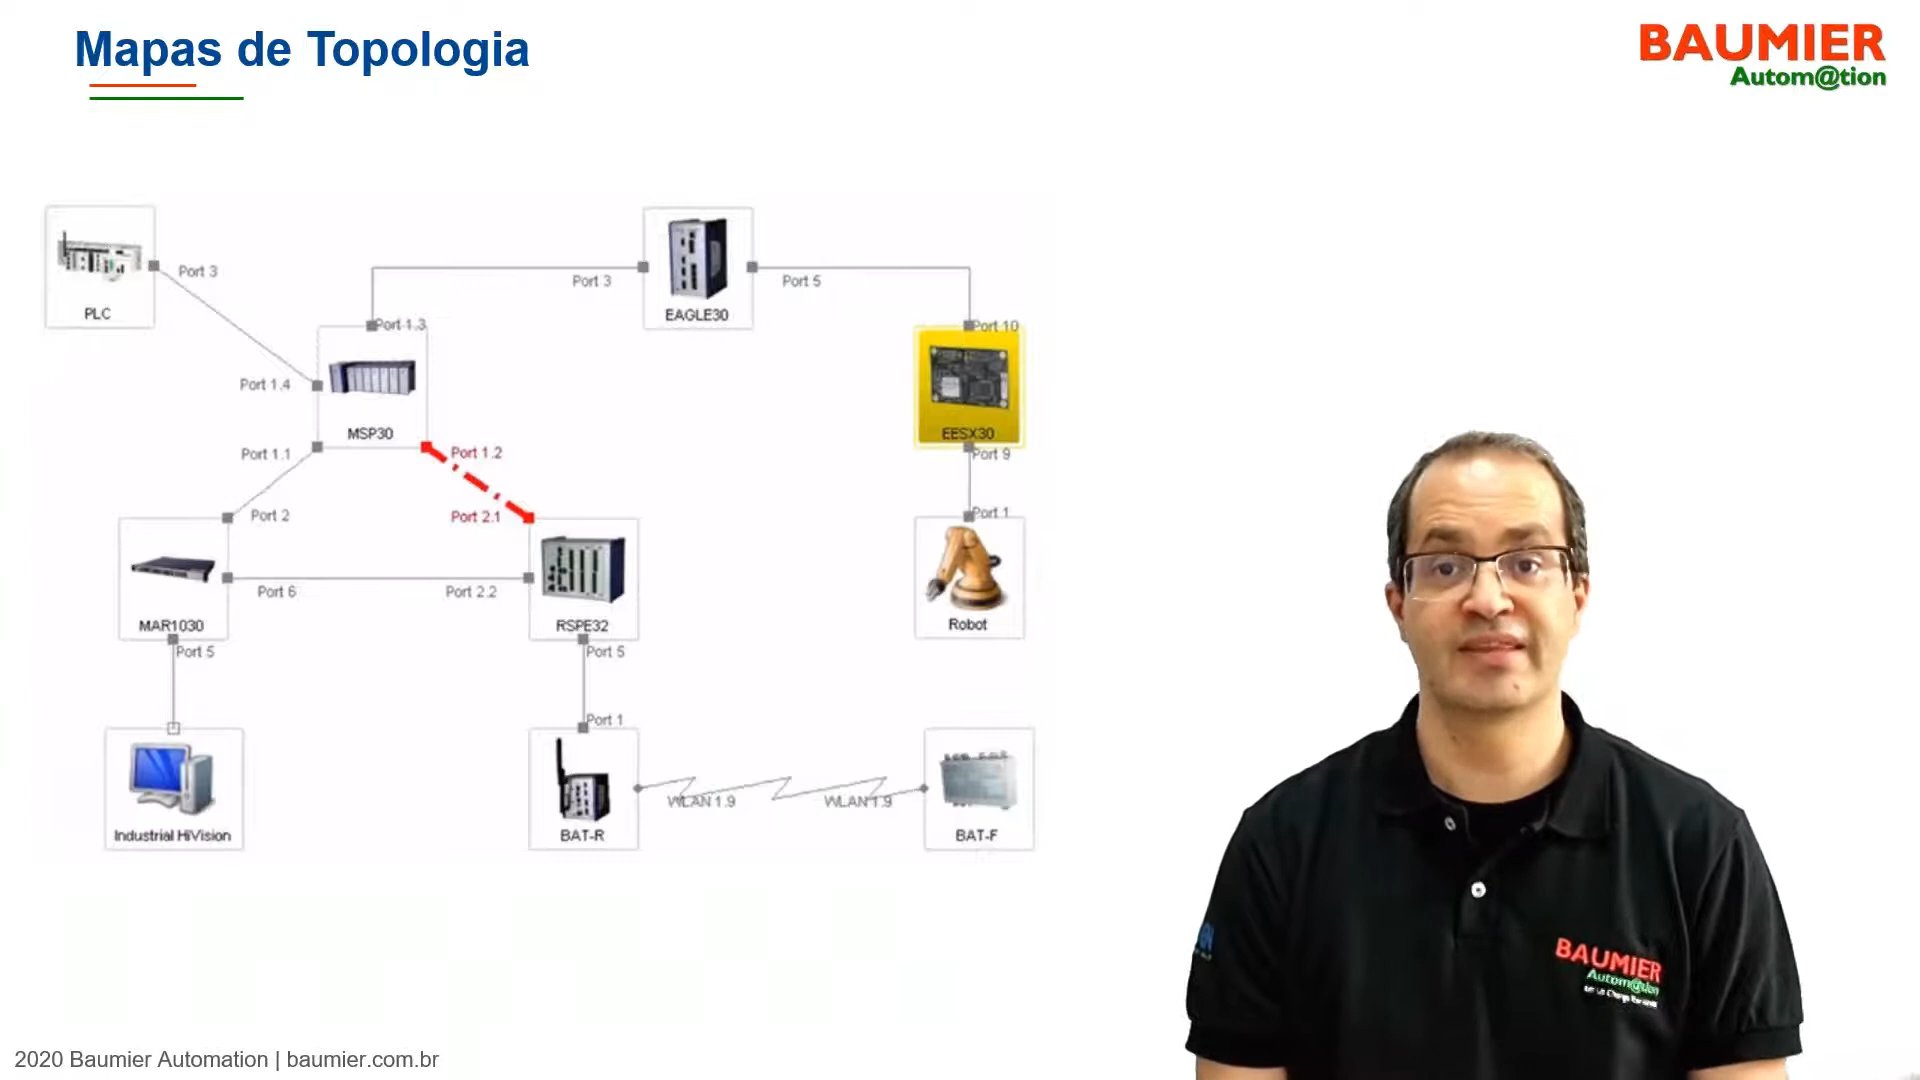 Mapas de Topologia
BAUMIER
Autom@tion
Port 3
PLC
Port 1.3
Port 3
EAGLE30
Port 5
Port 10
Port 1.4
MSP30
EESX30
Port 1.1
Port 1.2
Port 9
Port 2
Port 2.1
Port 1
MAR1030
Port 6
Port 2.2
RSPE32
Robot
Port 5
Port 5
Port 1
Industrial HiVision
BAT-R
WLAN 1.9
WLAN 1.9
BAT-F
BAUMIER
Autom@tion
2020 Baumier Automation | baumier.com.br